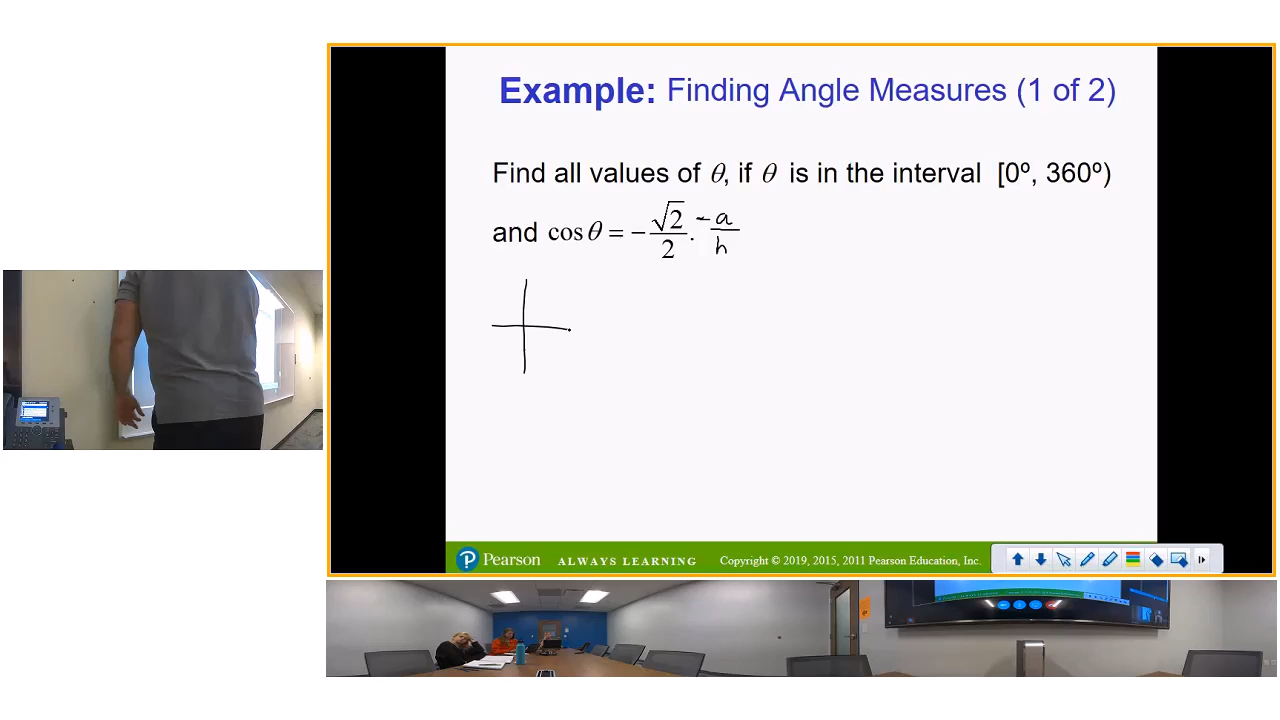 Example: Finding Angle Measures (1 of 2)
Find all values of θ, if θ is in the interval [0º, 360º)
and cos θ = −√2/2. -a/h
Pearson ALWAYS LEARNING Copyright © 2019, 2015, 2011 Pearson Education, Inc.